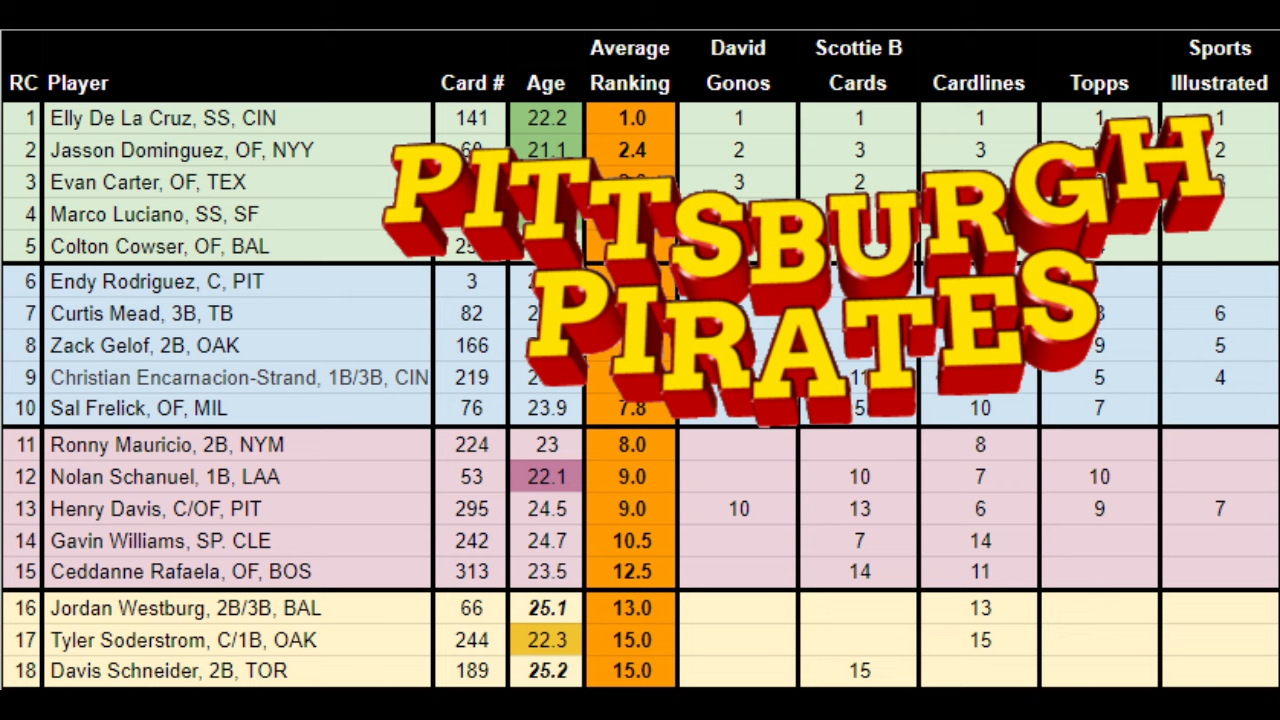 Average David Scottie B Sports
RC Player Card # Age Ranking Gonos Cards Cardlines Topps Illustrated
1 Elly De La Cruz, SS, CIN 141 22.2 1.0 1 1 1 1 1
2 Jasson Dominguez, OF, NYY 21.1 2.4 2 3 3 2
3 Evan Carter, OF, TEX 3 2
4 Marco Luciano, SS, SF
5 Colton Cowser, OF, BAL
PITTSBURGH
PIRATES
6 Endy Rodriguez, C, PIT 3
7 Curtis Mead, 3B, TB 82 6
8 Zack Gelof, 2B, OAK 166 9 5
9 Christian Encarnacion-Strand, 1B/3B, CIN 219 5 4
10 Sal Frelick, OF, MIL 76 23.9 7.8 5 10 7
11 Ronny Mauricio, 2B, NYM 224 23 8.0 8
12 Nolan Schanuel, 1B, LAA 53 22.1 9.0 10 7 10
13 Henry Davis, C/OF, PIT 295 24.5 9.0 10 13 6 9 7
14 Gavin Williams, SP. CLE 242 24.7 10.5 7 14
15 Ceddanne Rafaela, OF, BOS 313 23.5 12.5 14 11
16 Jordan Westburg, 2B/3B, BAL 66 25.1 13.0 13
17 Tyler Soderstrom, C/1B, OAK 244 22.3 15.0 15
18 Davis Schneider, 2B, TOR 189 25.2 15.0 15